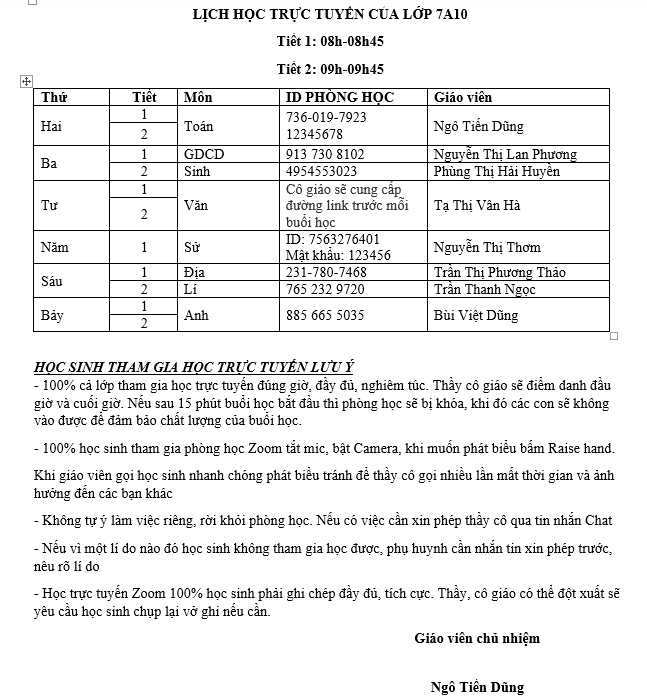 LỊCH HỌC TRỰC TUYẾN CỦA LỚP 7A10
Tiết 1: 08h-08h45
Tiết 2: 09h-09h45
Thứ Tiết Môn ID PHÒNG HỌC Giáo viên
Hai 1 2 Toán 736-019-7923 12345678 Ngô Tiến Dũng
Ba 1 GDCD 913 730 8102 Nguyễn Thị Lan Phương
2 Sinh 4954553023 Phùng Thị Hải Huyền
Tư 1 2 Văn Cô giáo sẽ cung cấp đường link trước mỗi buổi học Tạ Thị Vân Hà
Năm 1 Sử ID: 7563276401 Mật khẩu: 123456 Nguyễn Thị Thơm
Sáu 1 Địa 231-780-7468 Trần Thị Phương Thảo
2 Lí 765 232 9720 Trần Thanh Ngọc
Bảy 1 2 Anh 885 665 5035 Bùi Việt Dũng
HỌC SINH THAM GIA HỌC TRỰC TUYẾN LƯU Ý
- 100% cả lớp tham gia học trực tuyến đúng giờ, đầy đủ, nghiêm túc. Thầy cô giáo sẽ điểm danh đầu
giờ và cuối giờ. Nếu sau 15 phút buổi học bắt đầu thì phòng học sẽ bị khóa, khi đó các con sẽ không
vào được để đảm bảo chất lượng của buổi học.
- 100% học sinh tham gia phòng học Zoom tắt mic, bật Camera, khi muốn phát biểu bấm Raise hand.
Khi giáo viên gọi học sinh nhanh chóng phát biểu tránh để thầy cô gọi nhiều lần mất thời gian và ảnh
hưởng đến các bạn khác
- Không tự ý làm việc riêng, rời khỏi phòng học. Nếu có việc cần xin phép thầy cô qua tin nhắn Chat
- Nếu vì một lí do nào đó học sinh không tham gia học được, phụ huynh cần nhắn tin xin phép trước,
nêu rõ lí do
- Học trực tuyến Zoom 100% học sinh phải ghi chép đầy đủ, tích cực. Thầy, cô giáo có thể đột xuất sẽ
yêu cầu học sinh chụp lại vở ghi nếu cần.
Giáo viên chủ nhiệm
Ngô Tiến Dũng